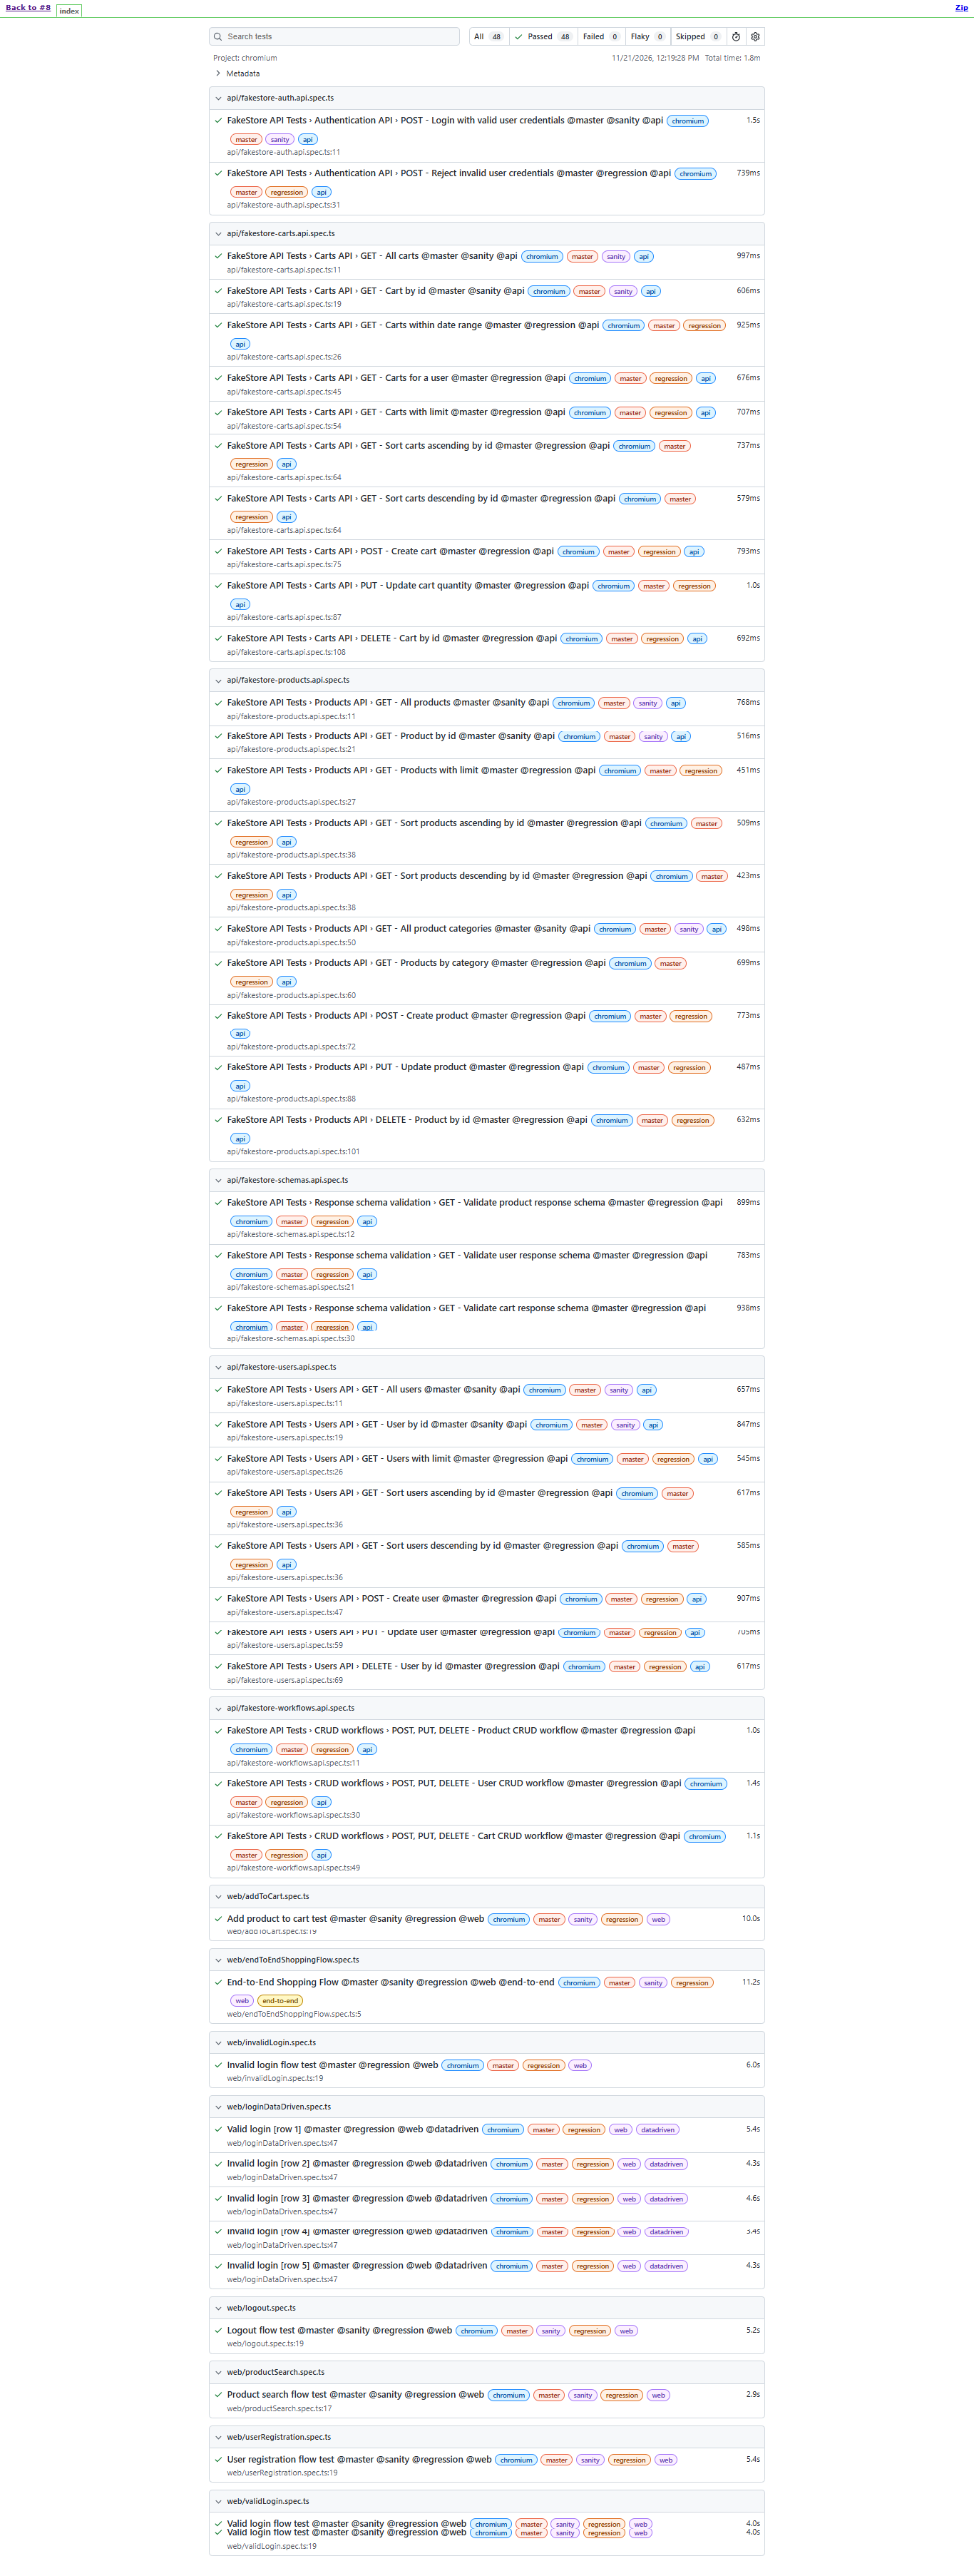 Back to #8
index
Zip
Search tests
All 48
Passed 48
Failed 0
Flaky 0
Skipped 0
Project: chromium
11/21/2026, 12:19:28 PM Total time: 1.8m
Metadata
api/fakestore-auth.api.spec.ts
FakeStore API Tests › Authentication API › POST - Login with valid user credentials @master @sanity @api chromium 1.5s
master sanity api
api/fakestore-auth.api.spec.ts:11
FakeStore API Tests › Authentication API › POST - Reject invalid user credentials @master @regression @api chromium 739ms
master regression api
api/fakestore-auth.api.spec.ts:31
api/fakestore-carts.api.spec.ts
FakeStore API Tests › Carts API › GET - All carts @master @sanity @api chromium master sanity api 997ms
api/fakestore-carts.api.spec.ts:11
FakeStore API Tests › Carts API › GET - Cart by id @master @sanity @api chromium master sanity api 606ms
api/fakestore-carts.api.spec.ts:19
FakeStore API Tests › Carts API › GET - Carts within date range @master @regression @api chromium master regression 925ms
api
api/fakestore-carts.api.spec.ts:26
FakeStore API Tests › Carts API › GET - Carts for a user @master @regression @api chromium master regression api 676ms
api/fakestore-carts.api.spec.ts:45
FakeStore API Tests › Carts API › GET - Carts with limit @master @regression @api chromium master regression api 707ms
api/fakestore-carts.api.spec.ts:54
FakeStore API Tests › Carts API › GET - Sort carts ascending by id @master @regression @api chromium master 737ms
regression api
api/fakestore-carts.api.spec.ts:64
FakeStore API Tests › Carts API › GET - Sort carts descending by id @master @regression @api chromium master 579ms
regression api
api/fakestore-carts.api.spec.ts:64
FakeStore API Tests › Carts API › POST - Create cart @master @regression @api chromium master regression api 793ms
api/fakestore-carts.api.spec.ts:75
FakeStore API Tests › Carts API › PUT - Update cart quantity @master @regression @api chromium master regression 1.0s
api
api/fakestore-carts.api.spec.ts:87
FakeStore API Tests › Carts API › DELETE - Cart by id @master @regression @api chromium master regression api 692ms
api/fakestore-carts.api.spec.ts:108
api/fakestore-products.api.spec.ts
FakeStore API Tests › Products API › GET - All products @master @sanity @api chromium master sanity api 768ms
api/fakestore-products.api.spec.ts:11
FakeStore API Tests › Products API › GET - Product by id @master @sanity @api chromium master sanity api 516ms
api/fakestore-products.api.spec.ts:21
FakeStore API Tests › Products API › GET - Products with limit @master @regression @api chromium master regression 451ms
api
api/fakestore-products.api.spec.ts:27
FakeStore API Tests › Products API › GET - Sort products ascending by id @master @regression @api chromium master 509ms
regression api
api/fakestore-products.api.spec.ts:38
FakeStore API Tests › Products API › GET - Sort products descending by id @master @regression @api chromium master 423ms
regression api
api/fakestore-products.api.spec.ts:38
FakeStore API Tests › Products API › GET - All product categories @master @sanity @api chromium master sanity api 498ms
api/fakestore-products.api.spec.ts:50
FakeStore API Tests › Products API › GET - Products by category @master @regression @api chromium master 699ms
regression api
api/fakestore-products.api.spec.ts:60
FakeStore API Tests › Products API › POST - Create product @master @regression @api chromium master regression 773ms
api
api/fakestore-products.api.spec.ts:72
FakeStore API Tests › Products API › PUT - Update product @master @regression @api chromium master regression 487ms
api
api/fakestore-products.api.spec.ts:88
FakeStore API Tests › Products API › DELETE - Product by id @master @regression @api chromium master regression 632ms
api
api/fakestore-products.api.spec.ts:101
api/fakestore-schemas.api.spec.ts
FakeStore API Tests › Response schema validation › GET - Validate product response schema @master @regression @api 899ms
chromium master regression api
api/fakestore-schemas.api.spec.ts:12
FakeStore API Tests › Response schema validation › GET - Validate user response schema @master @regression @api 783ms
chromium master regression api
api/fakestore-schemas.api.spec.ts:21
FakeStore API Tests › Response schema validation › GET - Validate cart response schema @master @regression @api 938ms
chromium master regression api
api/fakestore-schemas.api.spec.ts:30
api/fakestore-users.api.spec.ts
FakeStore API Tests › Users API › GET - All users @master @sanity @api chromium master sanity api 657ms
api/fakestore-users.api.spec.ts:11
FakeStore API Tests › Users API › GET - User by id @master @sanity @api chromium master sanity api 847ms
api/fakestore-users.api.spec.ts:19
FakeStore API Tests › Users API › GET - Users with limit @master @regression @api chromium master regression api 545ms
api/fakestore-users.api.spec.ts:26
FakeStore API Tests › Users API › GET - Sort users ascending by id @master @regression @api chromium master 617ms
regression api
api/fakestore-users.api.spec.ts:36
FakeStore API Tests › Users API › GET - Sort users descending by id @master @regression @api chromium master 585ms
regression api
api/fakestore-users.api.spec.ts:36
FakeStore API Tests › Users API › POST - Create user @master @regression @api chromium master regression api 907ms
api/fakestore-users.api.spec.ts:47
FakeStore API Tests › Users API › PUT - Update user @master @regression @api chromium master regression api 705ms
api/fakestore-users.api.spec.ts:59
FakeStore API Tests › Users API › DELETE - User by id @master @regression @api chromium master regression api 617ms
api/fakestore-users.api.spec.ts:69
api/fakestore-workflows.api.spec.ts
FakeStore API Tests › CRUD workflows › POST, PUT, DELETE - Product CRUD workflow @master @regression @api 1.0s
chromium master regression api
api/fakestore-workflows.api.spec.ts:11
FakeStore API Tests › CRUD workflows › POST, PUT, DELETE - User CRUD workflow @master @regression @api chromium 1.4s
master regression api
api/fakestore-workflows.api.spec.ts:30
FakeStore API Tests › CRUD workflows › POST, PUT, DELETE - Cart CRUD workflow @master @regression @api chromium 1.1s
master regression api
api/fakestore-workflows.api.spec.ts:49
web/addToCart.spec.ts
Add product to cart test @master @sanity @regression @web chromium master sanity regression web 10.0s
web/addToCart.spec.ts:19
web/endToEndShoppingFlow.spec.ts
End-to-End Shopping Flow @master @sanity @regression @web @end-to-end chromium master sanity regression 11.2s
web end-to-end
web/endToEndShoppingFlow.spec.ts:5
web/invalidLogin.spec.ts
Invalid login flow test @master @regression @web chromium master regression web 6.0s
web/invalidLogin.spec.ts:19
web/loginDataDriven.spec.ts
Valid login [row 1] @master @regression @web @datadriven chromium master regression web datadriven 5.4s
web/loginDataDriven.spec.ts:47
Invalid login [row 2] @master @regression @web @datadriven chromium master regression web datadriven 4.3s
web/loginDataDriven.spec.ts:47
Invalid login [row 3] @master @regression @web @datadriven chromium master regression web datadriven 4.6s
web/loginDataDriven.spec.ts:47
Invalid login [row 4] @master @regression @web @datadriven chromium master regression web datadriven
web/loginDataDriven.spec.ts:47
Invalid login [row 5] @master @regression @web @datadriven chromium master regression web datadriven 4.3s
web/loginDataDriven.spec.ts:47
web/logout.spec.ts
Logout flow test @master @sanity @regression @web chromium master sanity regression web 5.2s
web/logout.spec.ts:19
web/productSearch.spec.ts
Product search flow test @master @sanity @regression @web chromium master sanity regression web 2.9s
web/productSearch.spec.ts:17
web/userRegistration.spec.ts
User registration flow test @master @sanity @regression @web chromium master sanity regression web 5.4s
web/userRegistration.spec.ts:19
web/validLogin.spec.ts
Valid login flow test @master @sanity @regression @web chromium master sanity regression web 4.0s
Valid login flow test @master @sanity @regression @web chromium master sanity regression web 4.0s
web/validLogin.spec.ts:19